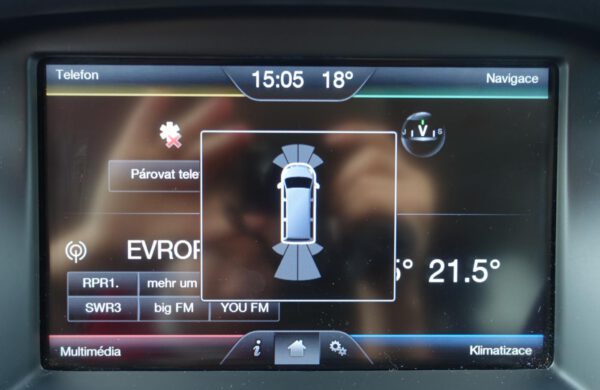 Telefon 15:05 18° Navigace
J V S
Párovat tele
EVROP
5° 21.5°
RPR1. mehr um
SWR3 big FM YOU FM
Multimédia i Klimatizace